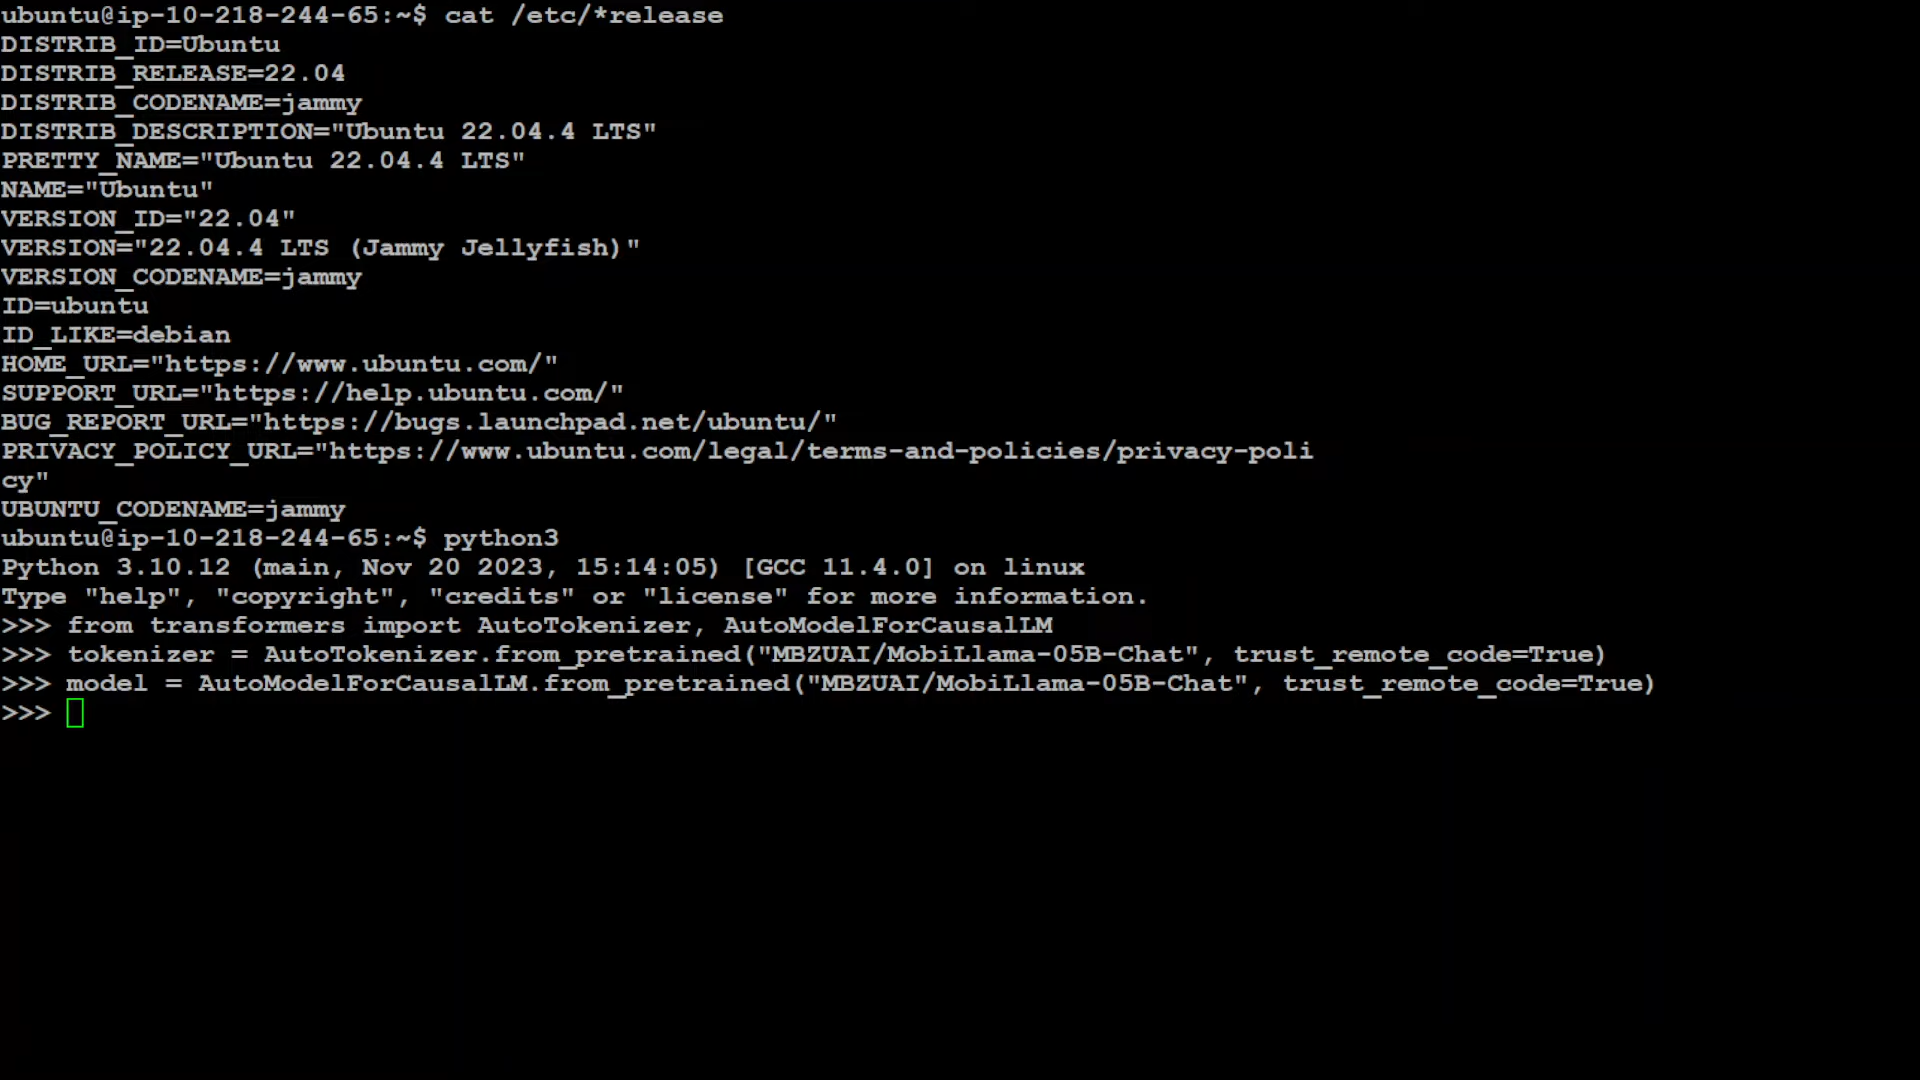 ubuntu@ip-10-218-244-65:~$ cat /etc/*release
DISTRIB_ID=Ubuntu
DISTRIB_RELEASE=22.04
DISTRIB_CODENAME=jammy
DISTRIB_DESCRIPTION="Ubuntu 22.04.4 LTS"
PRETTY_NAME="Ubuntu 22.04.4 LTS"
NAME="Ubuntu"
VERSION_ID="22.04"
VERSION="22.04.4 LTS (Jammy Jellyfish)"
VERSION_CODENAME=jammy
ID=ubuntu
ID_LIKE=debian
HOME_URL="https://www.ubuntu.com/"
SUPPORT_URL="https://help.ubuntu.com/"
BUG_REPORT_URL="https://bugs.launchpad.net/ubuntu/"
PRIVACY_POLICY_URL="https://www.ubuntu.com/legal/terms-and-policies/privacy-poli
cy"
UBUNTU_CODENAME=jammy
ubuntu@ip-10-218-244-65:~$ python3
Python 3.10.12 (main, Nov 20 2023, 15:14:05) [GCC 11.4.0] on linux
Type "help", "copyright", "credits" or "license" for more information.
>>> from transformers import AutoTokenizer, AutoModelForCausalLM
>>> tokenizer = AutoTokenizer.from_pretrained("MBZUAI/MobiLlama-05B-Chat", trust_remote_code=True)
>>> model = AutoModelForCausalLM.from_pretrained("MBZUAI/MobiLlama-05B-Chat", trust_remote_code=True)
>>>